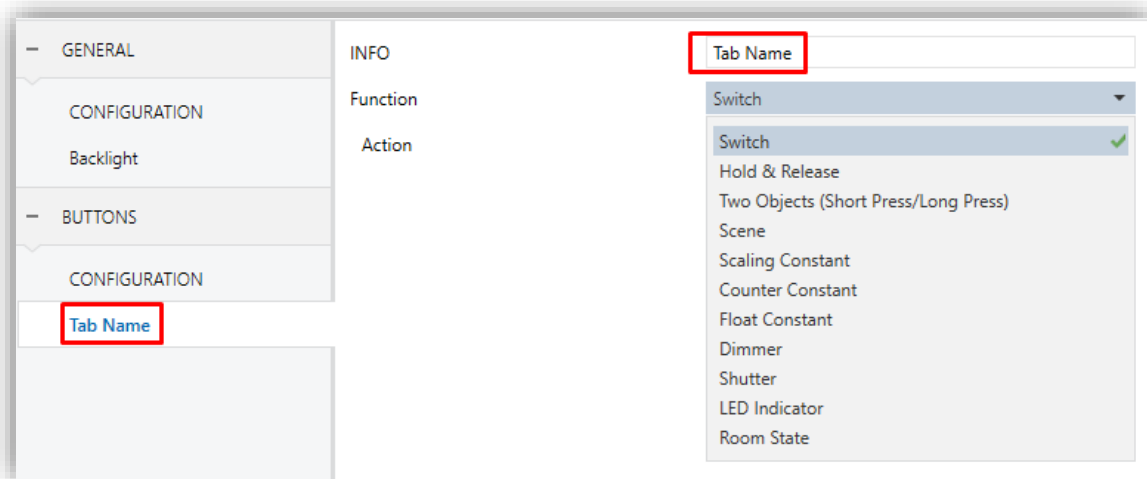 GENERAL
CONFIGURATION
Backlight
BUTTONS
CONFIGURATION
Tab Name
INFO
Tab Name
Function
Switch
Action
Switch
Hold & Release
Two Objects (Short Press/Long Press)
Scene
Scaling Constant
Counter Constant
Float Constant
Dimmer
Shutter
LED Indicator
Room State